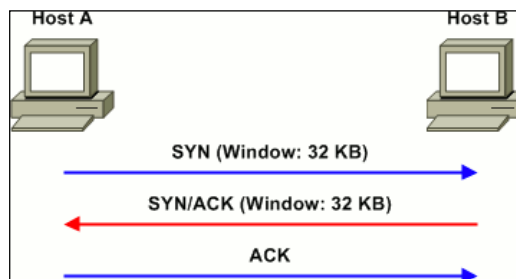 Host A
Host B
SYN (Window: 32 KB)
SYN/ACK (Window: 32 KB)
ACK